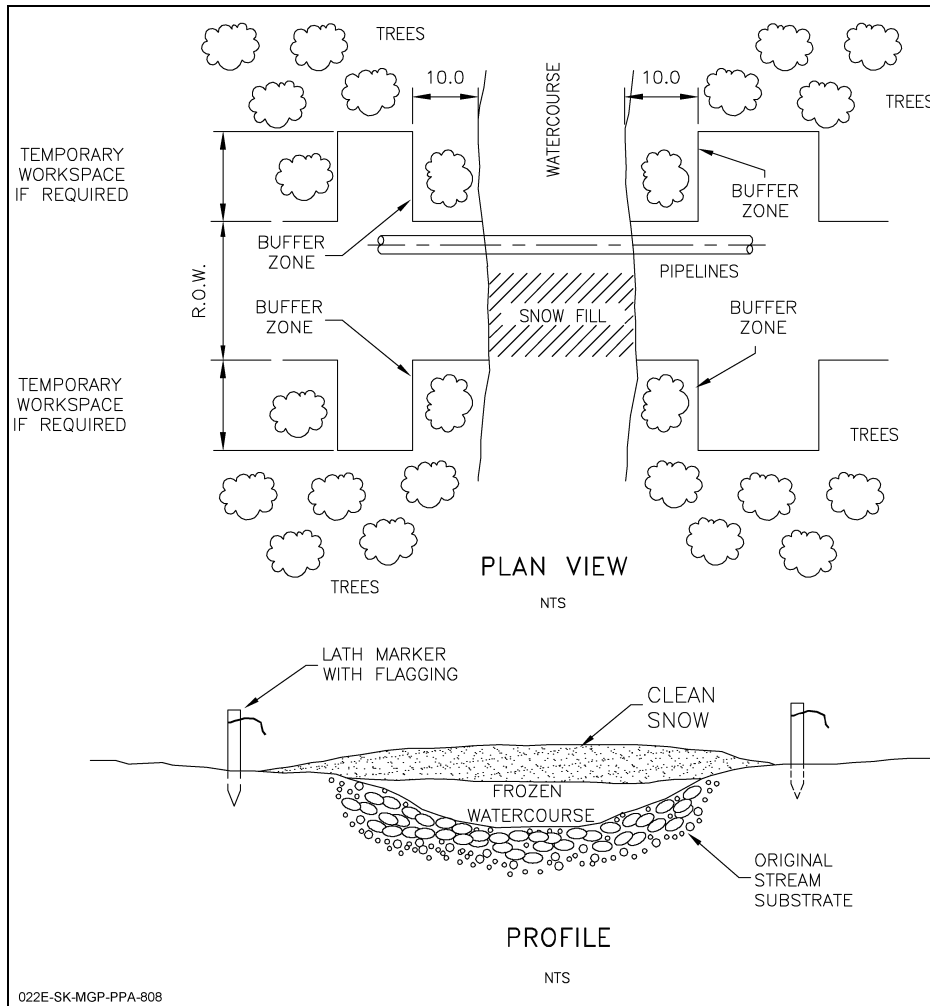 TREES
10.0
WATERCOURSE
10.0
TREES
TEMPORARY
WORKSPACE
IF REQUIRED
BUFFER
ZONE
BUFFER
ZONE
PIPELINES
R.O.W.
BUFFER
ZONE
SNOW FILL
BUFFER
ZONE
TEMPORARY
WORKSPACE
IF REQUIRED
TREES
TREES
PLAN VIEW
NTS
LATH MARKER
WITH FLAGGING
CLEAN
SNOW
FROZEN
WATERCOURSE
ORIGINAL
STREAM
SUBSTRATE
PROFILE
NTS
022E-SK-MGP-PPA-808